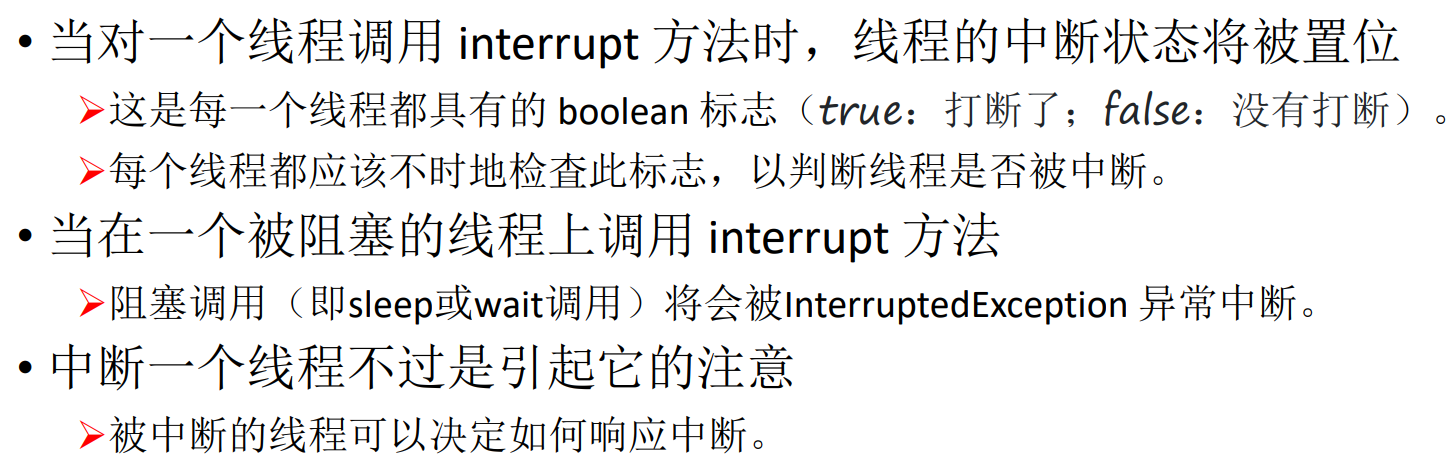 • 当对一个线程调用 interrupt 方法时，线程的中断状态将被置位
➢这是每一个线程都具有的 boolean 标志（true：打断了；false：没有打断）。
➢每个线程都应该不时地检查此标志，以判断线程是否被中断。
• 当在一个被阻塞的线程上调用 interrupt 方法
➢阻塞调用（即sleep或wait调用）将会被InterruptedException 异常中断。
• 中断一个线程不过是引起它的注意
➢被中断的线程可以决定如何响应中断。